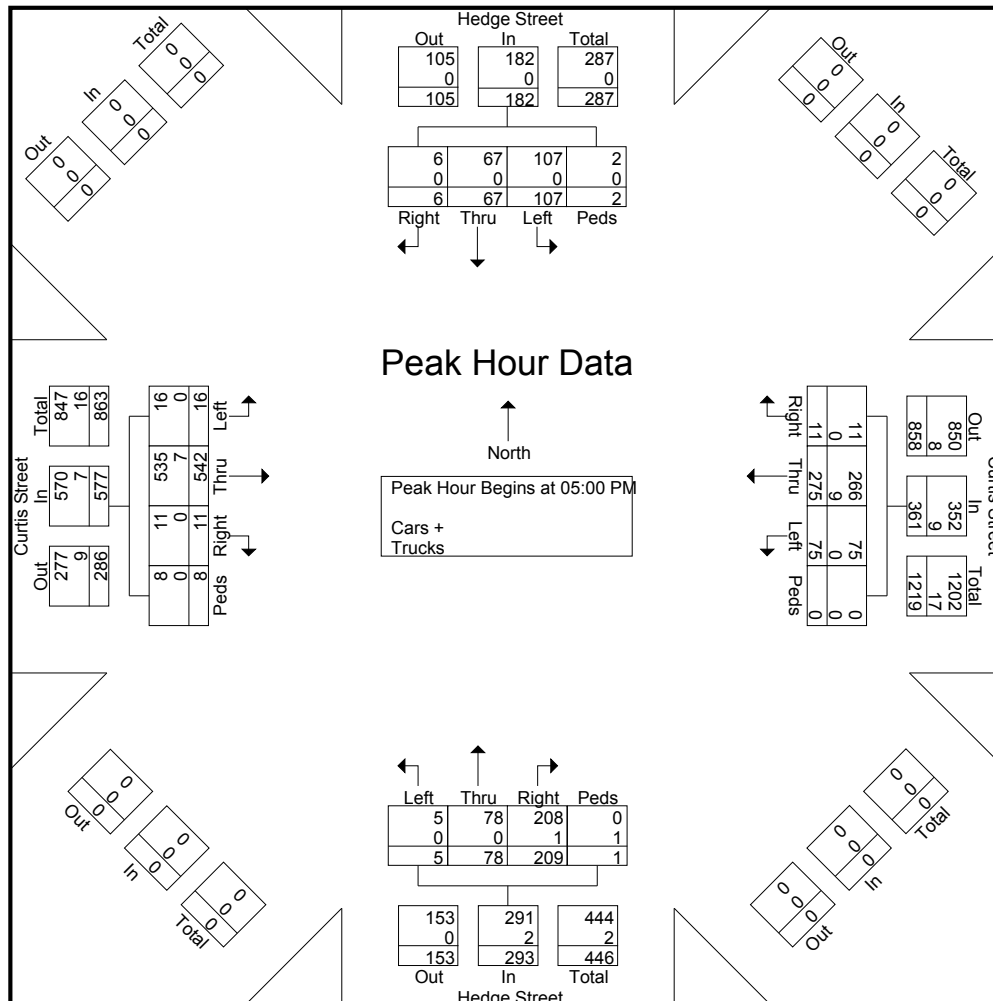 Hedge Street
Out In Total
105 182 287
0 0 0
105 182 287
6 67 107 2
0 0 0 0
6 67 107 2
Right Thru Left Peds
Total
0
0
0
In
0
0
0
Out
0
0
0
Out
0
0
0
In
0
0
0
Total
0
0
0
Peak Hour Data
North
Peak Hour Begins at 05:00 PM
Cars +
Trucks
Curtis Street
Out In Total
277 570 847
9 7 16
286 577 863
8 11 535 16
0 0 7 0
8 11 542 16
Peds Right Thru Left
Curtis Street
Out In Total
850 352 1202
8 9 17
858 361 1219
11 266 75 0
0 9 0 0
11 275 75 0
Right Thru Left Peds
Left Thru Right Peds
5 78 208 0
0 0 1 1
5 78 209 1
153 291 444
0 2 2
153 293 446
Out In Total
Hedge Street
0
0
0
Out
0
0
0
In
0
0
0
Total
0
0
0
Total
0
0
0
In
0
0
0
Out